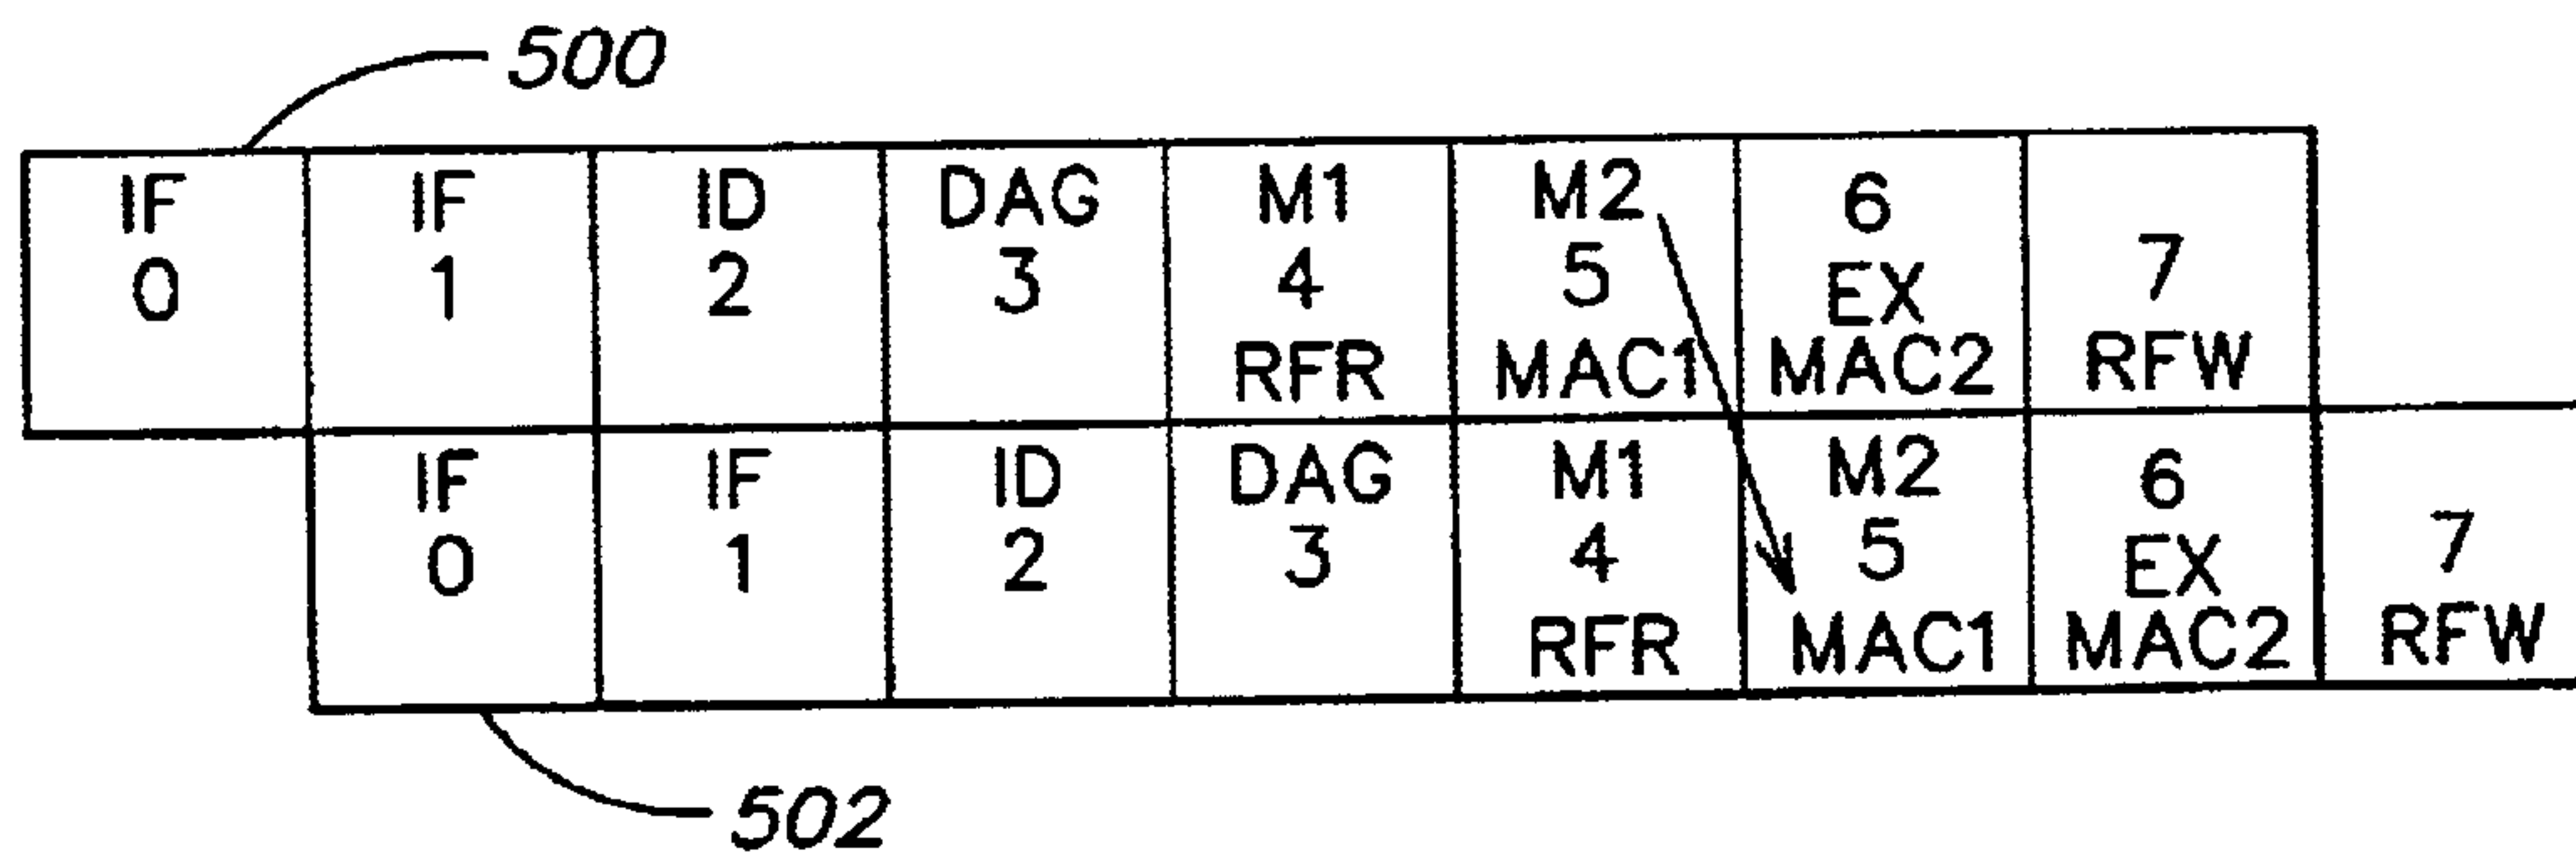 500
IF IF ID DAG M1 M2 6
0 1 2 3 4 5 EX 7
RFR MAC1 MAC2 RFW
IF IF ID DAG M1 M2 6
0 1 2 3 4 5 EX 7
RFR MAC1 MAC2 RFW
502